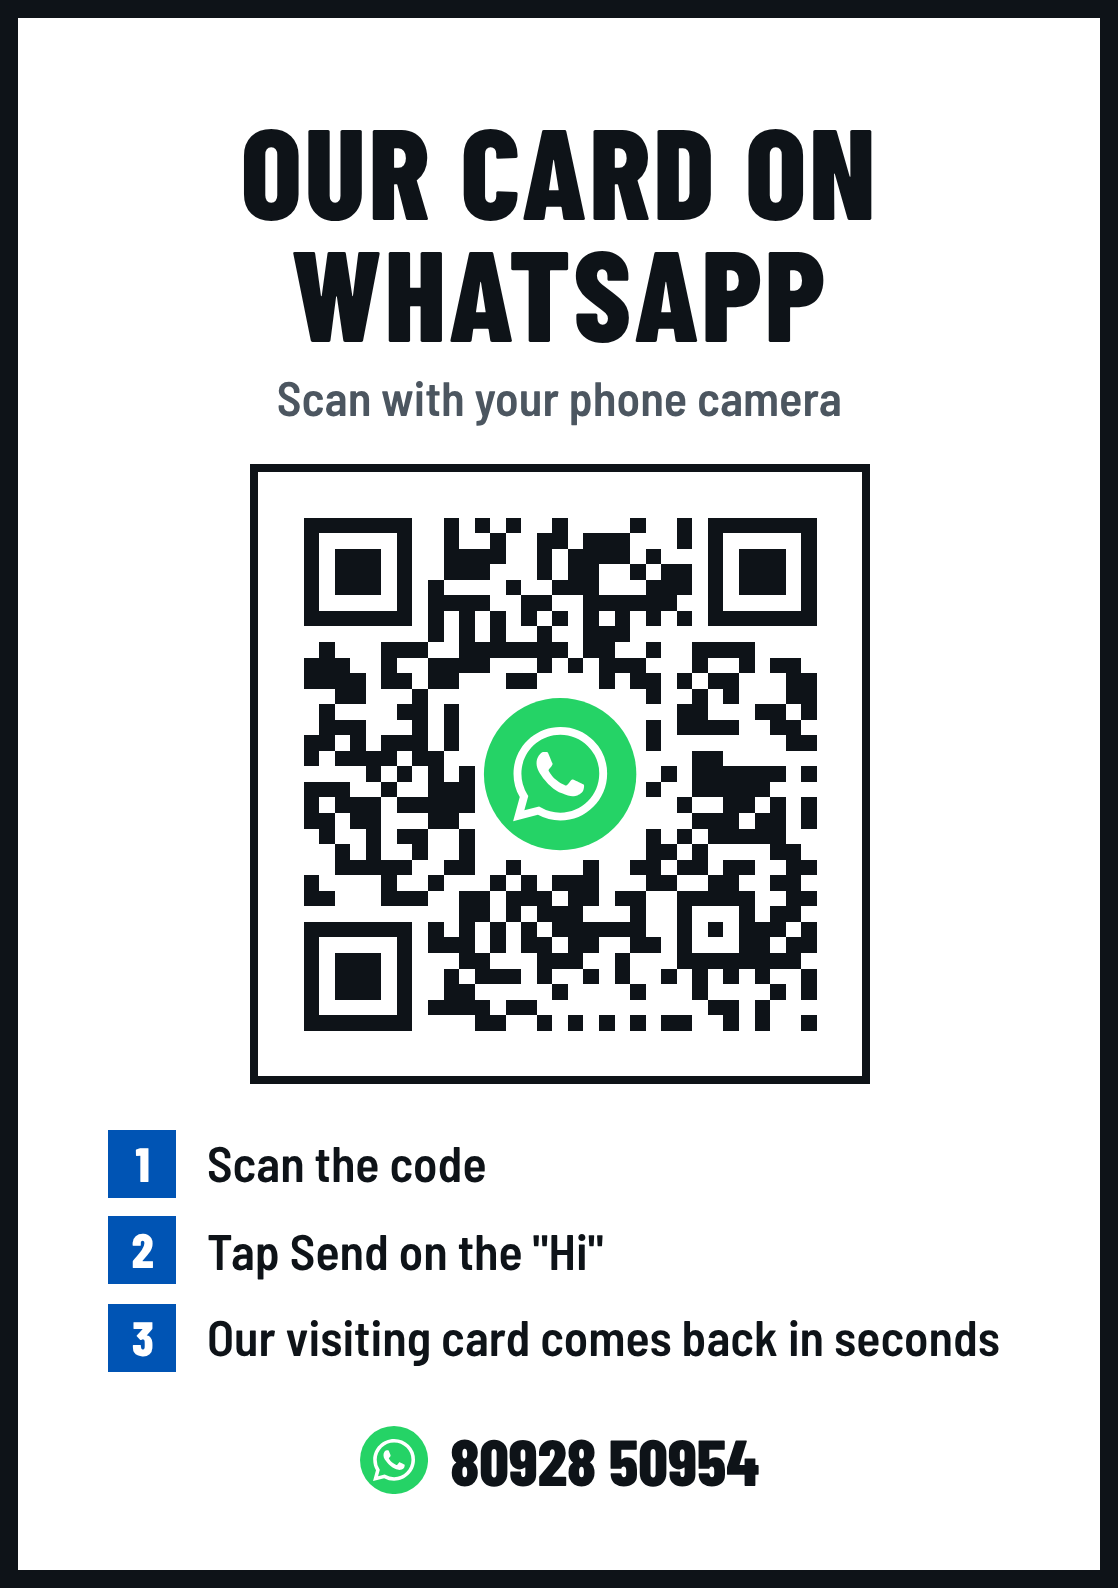 OUR CARD ON
WHATSAPP
Scan with your phone camera
1 Scan the code
2 Tap Send on the "Hi"
3 Our visiting card comes back in seconds
80928 50954